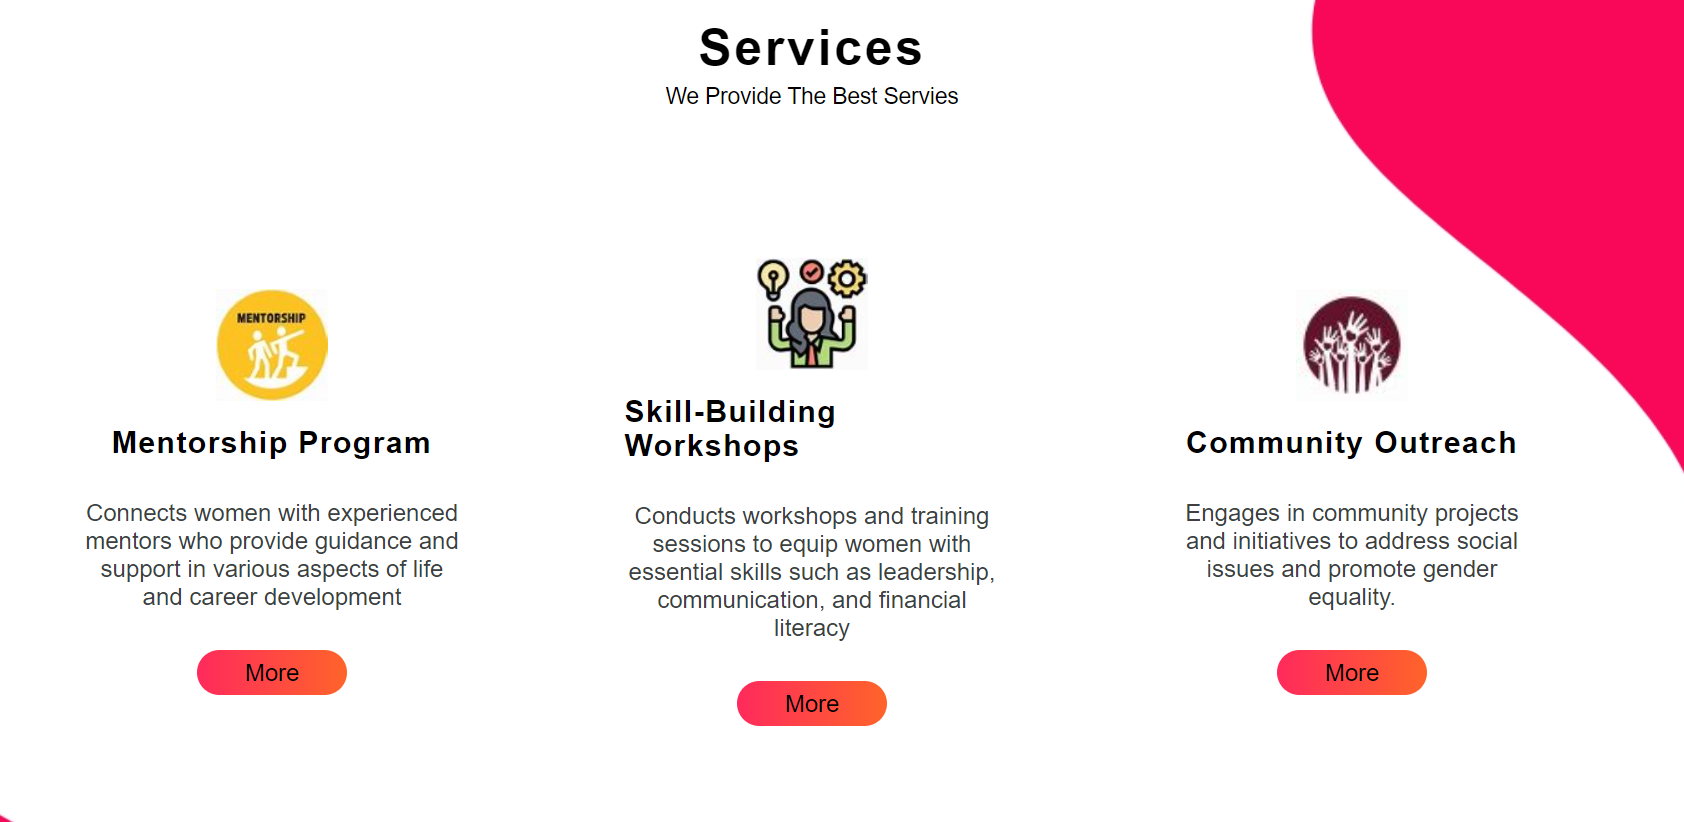 Services
We Provide The Best Servies
MENTORSHIP
Mentorship Program
Connects women with experienced
mentors who provide guidance and
support in various aspects of life
and career development
More
Skill-Building
Workshops
Conducts workshops and training
sessions to equip women with
essential skills such as leadership,
communication, and financial
literacy
More
Community Outreach
Engages in community projects
and initiatives to address social
issues and promote gender
equality.
More